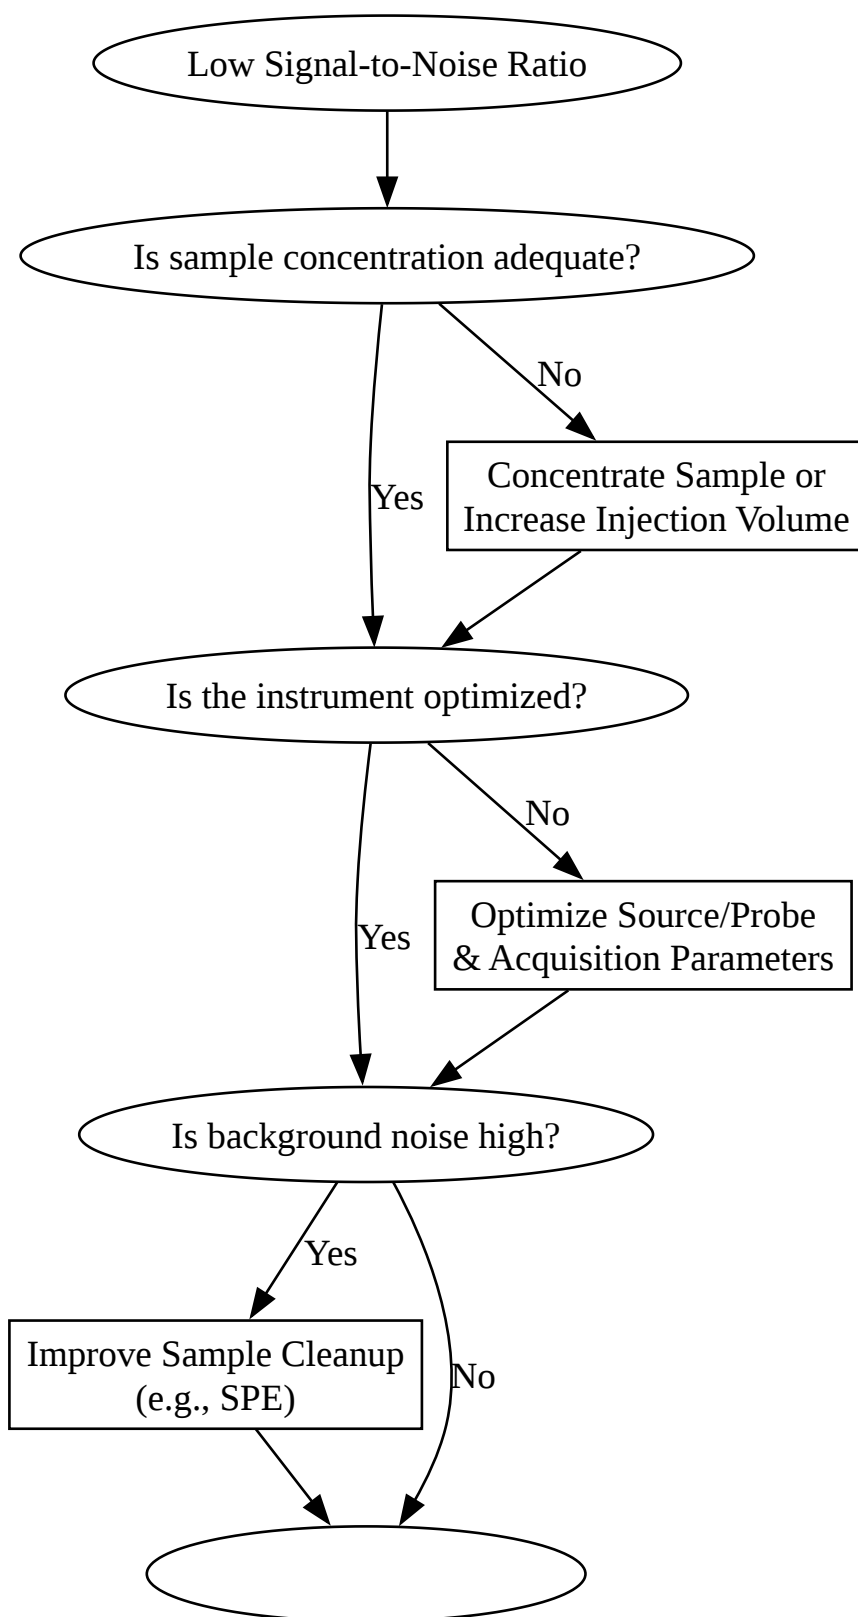 Low Signal-to-Noise Ratio
Is sample concentration adequate?
No
Concentrate Sample or
Increase Injection Volume
Yes
Is the instrument optimized?
No
Optimize Source/Probe
& Acquisition Parameters
Yes
Is background noise high?
Yes
Improve Sample Cleanup
(e.g., SPE)
No